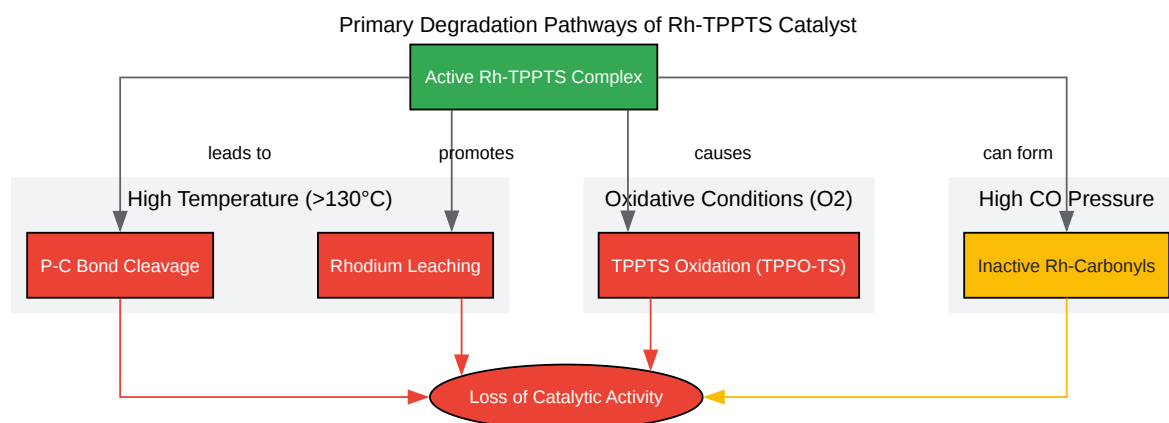 Primary Degradation Pathways of Rh-TPPTS Catalyst
Active Rh-TPPTS Complex
leads to
promotes
causes
can form
High Temperature (>130°C)
Oxidative Conditions (O2)
High CO Pressure
P-C Bond Cleavage
Rhodium Leaching
TPPTS Oxidation (TPPO-TS)
Inactive Rh-Carbonyls
Loss of Catalytic Activity